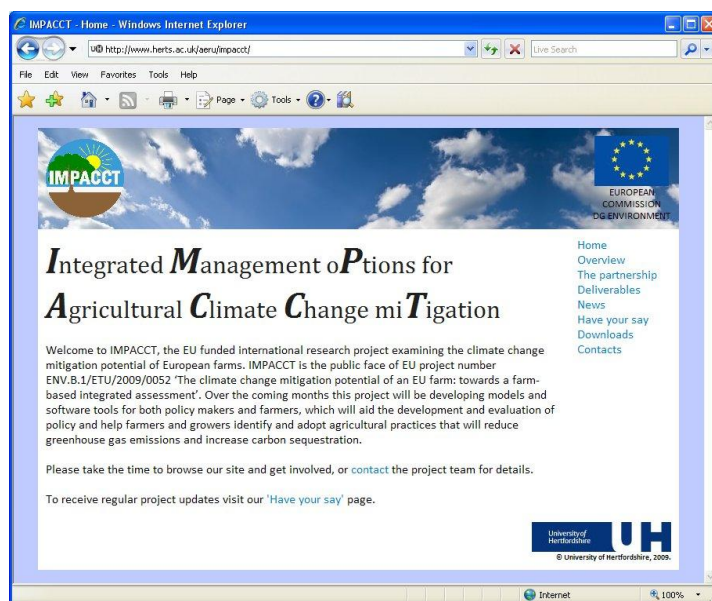 IMPACCT - Home - Windows Internet Explorer
http://www.herts.ac.uk/aeru/impacct/
Live Search
File Edit View Favorites Tools Help
Page Tools
IMPACCT
EUROPEAN
COMMISSION
DG ENVIRONMENT
Integrated Management oPtions for
Agricultural Climate Change miTigation
Home
Overview
The partnership
Deliverables
News
Have your say
Downloads
Contacts
Welcome to IMPACCT, the EU funded international research project examining the climate change
mitigation potential of European farms. IMPACCT is the public face of EU project number
ENV.B.1/ETU/2009/0052 ‘The climate change mitigation potential of an EU farm: towards a farm-
based integrated assessment’. Over the coming months this project will be developing models and
software tools for both policy makers and farmers, which will aid the development and evaluation of
policy and help farmers and growers identify and adopt agricultural practices that will reduce
greenhouse gas emissions and increase carbon sequestration.
Please take the time to browse our site and get involved, or contact the project team for details.
To receive regular project updates visit our 'Have your say' page.
University of
Hertfordshire
UH
© University of Hertfordshire, 2009.
Internet
100%